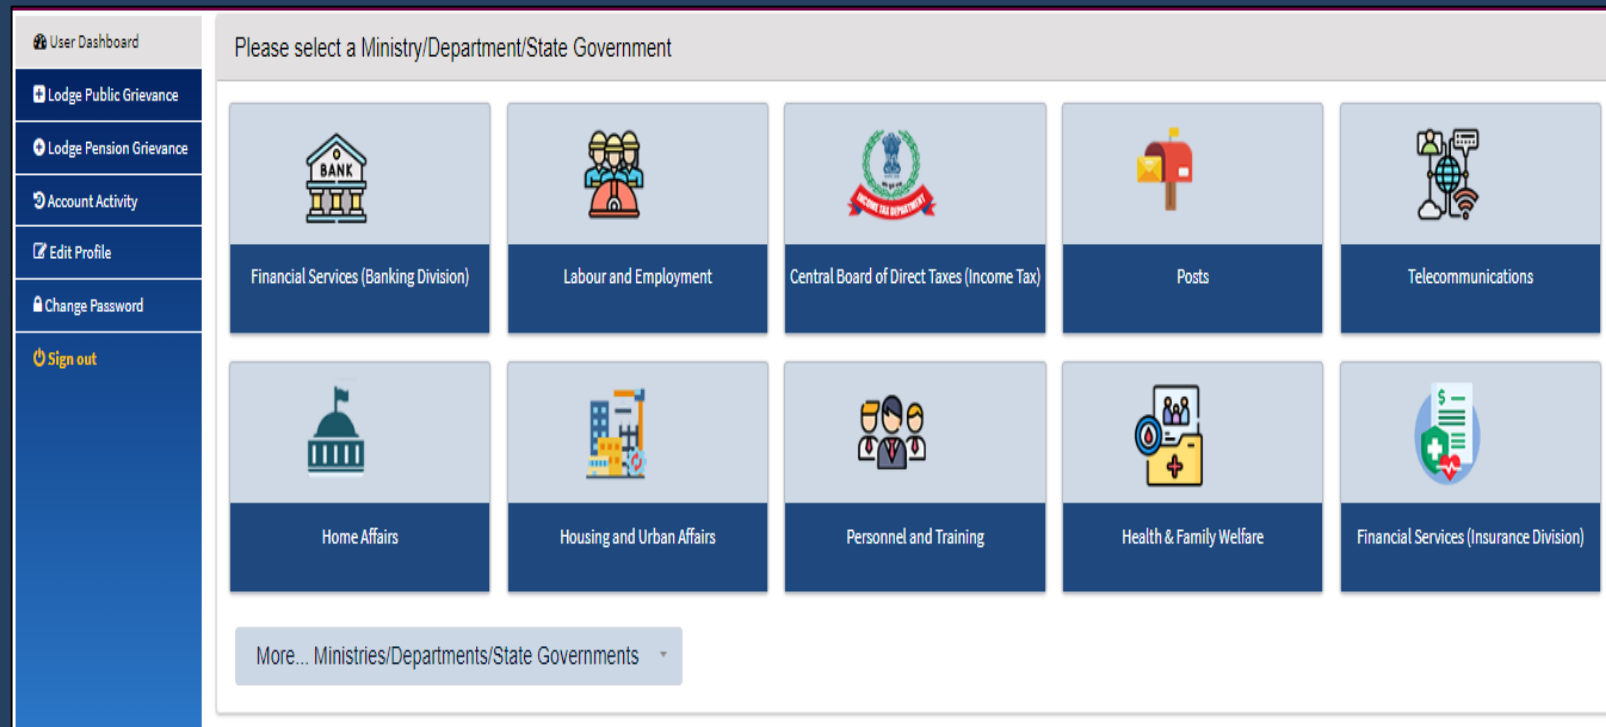 User Dashboard
Lodge Public Grievance
Lodge Pension Grievance
Account Activity
Edit Profile
Change Password
Sign out
Please select a Ministry/Department/State Government
BANK
INCOME TAX DEPARTMENT
Financial Services (Banking Division)
Labour and Employment
Central Board of Direct Taxes (Income Tax)
Posts
Telecommunications
Home Affairs
Housing and Urban Affairs
Personnel and Training
Health & Family Welfare
Financial Services (Insurance Division)
More... Ministries/Departments/State Governments